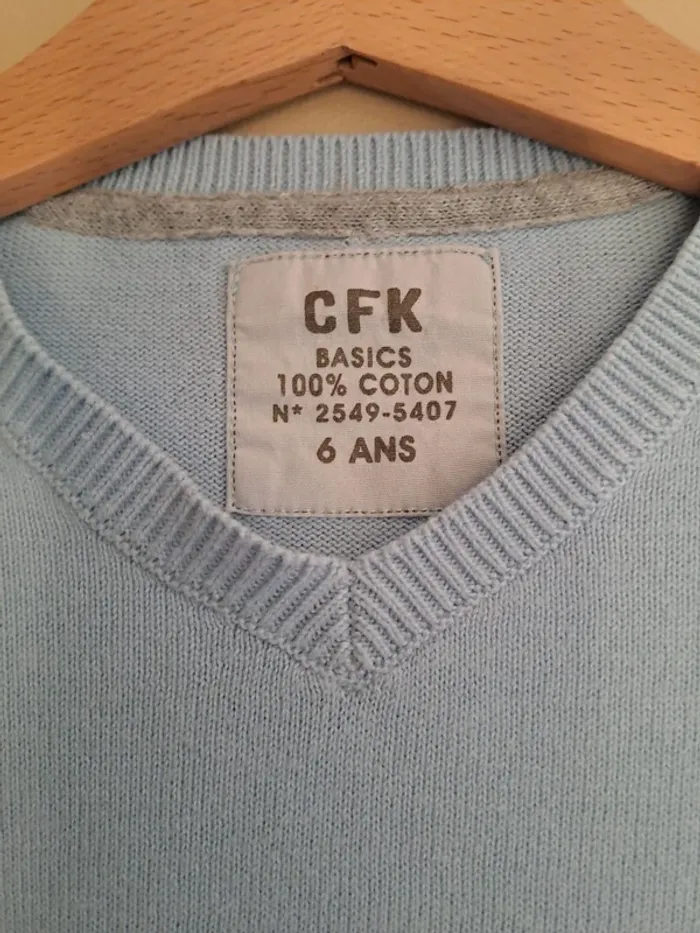 CFK
BASICS
100% COTON
N* 2549-5407
6 ANS